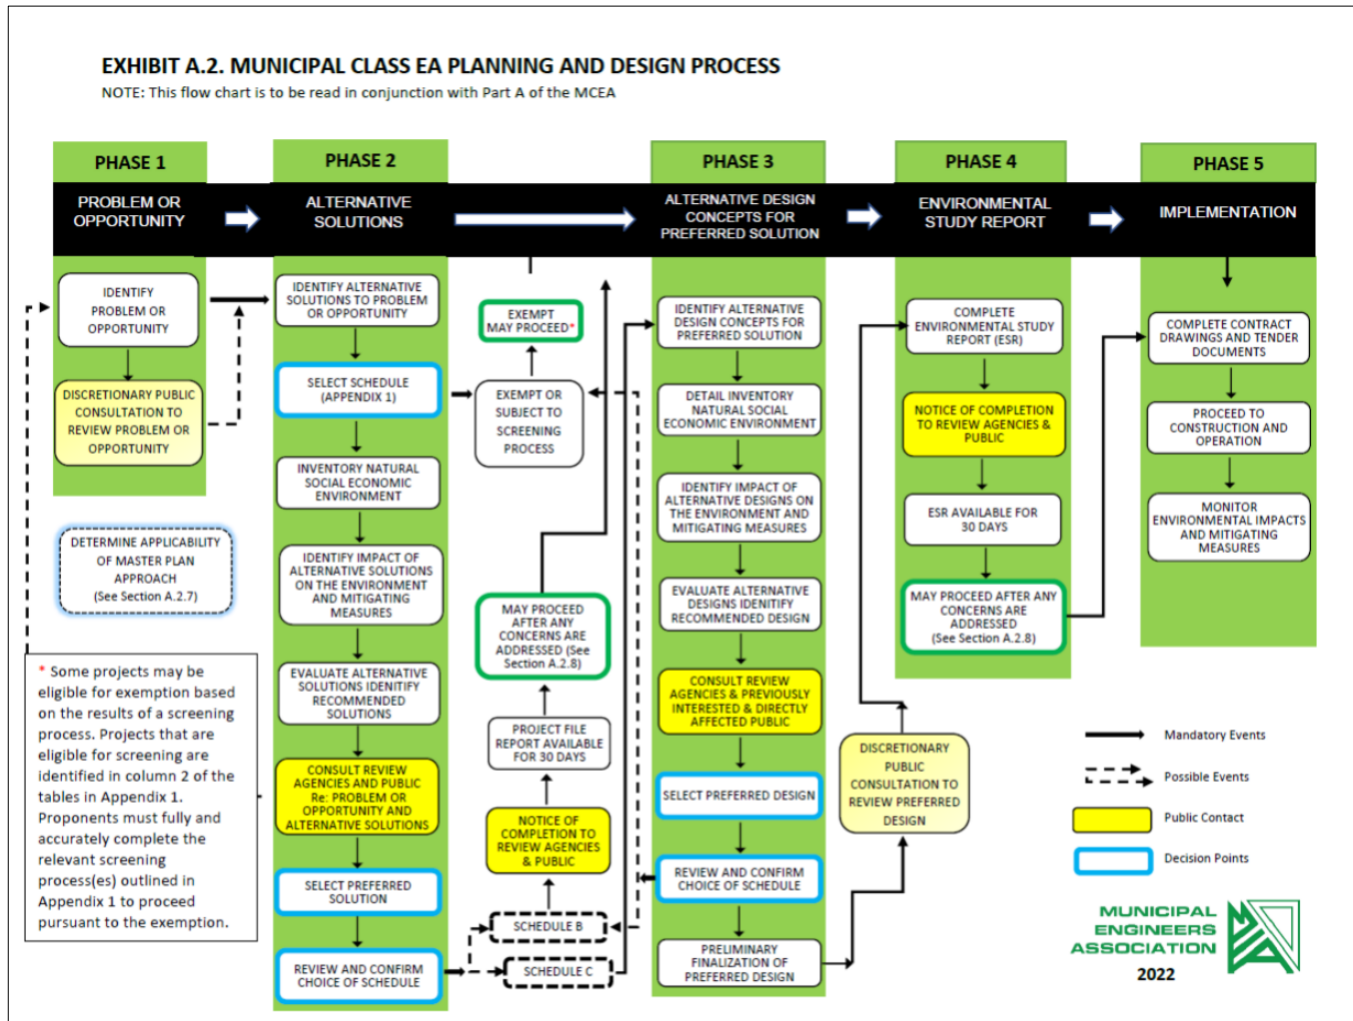 EXHIBIT A.2. MUNICIPAL CLASS EA PLANNING AND DESIGN PROCESS
NOTE: This flow chart is to be read in conjunction with Part A of the MCEA
PHASE 1
PROBLEM OR
OPPORTUNITY
IDENTIFY
PROBLEM OR
OPPORTUNITY
DISCRETIONARY PUBLIC
CONSULTATION TO
REVIEW PROBLEM OR
OPPORTUNITY
DETERMINE APPLICABILITY
OF MASTER PLAN
APPROACH
(See Section A.2.7)
* Some projects may be
eligible for exemption based
on the results of a screening
process. Projects that are
eligible for screening are
identified in column 2 of the
tables in Appendix 1.
Proponents must fully and
accurately complete the
relevant screening
process(es) outlined in
Appendix 1 to proceed
pursuant to the exemption.
PHASE 2
ALTERNATIVE
SOLUTIONS
IDENTIFY ALTERNATIVE
SOLUTIONS TO PROBLEM
OR OPPORTUNITY
SELECT SCHEDULE
(APPENDIX 1)
INVENTORY NATURAL
SOCIAL ECONOMIC
ENVIRONMENT
IDENTIFY IMPACT OF
ALTERNATIVE SOLUTIONS
ON THE ENVIRONMENT
AND MITIGATING
MEASURES
EVALUATE ALTERNATIVE
SOLUTIONS IDENITIFY
RECOMMENDED
SOLUTIONS
CONSULT REVIEW
AGENCIES AND PUBLIC
Re: PROBLEM OR
OPPORTUNITY AND
ALTERNATIVE SOLUTIONS
SELECT PREFERRED
SOLUTION
REVIEW AND CONFIRM
CHOICE OF SCHEDULE
EXEMPT
MAY PROCEED*
EXEMPT OR
SUBJECT TO
SCREENING
PROCESS
MAY PROCEED
AFTER ANY
CONCERNS ARE
ADDRESSED (See
Section A.2.8)
PROJECT FILE
REPORT AVAILABLE
FOR 30 DAYS
NOTICE OF
COMPLETION TO
REVIEW AGENCIES
& PUBLIC
SCHEDULE B
SCHEDULE C
PHASE 3
ALTERNATIVE DESIGN
CONCEPTS FOR
PREFERRED SOLUTION
IDENTIFY ALTERNATIVE
DESIGN CONCEPTS FOR
PREFERRED SOLUTION
DETAIL INVENTORY
NATURAL SOCIAL
ECONOMIC ENVIRONMENT
IDENTIFY IMPACT OF
ALTERNATIVE DESIGNS ON
THE ENVIRONMENT AND
MITIGATING MEASURES
EVALUATE ALTERNATIVE
DESIGNS IDENITIFY
RECOMMENDED DESIGN
CONSULT REVIEW
AGENCIES & PREVIOUSLY
INTERESTED & DIRECTLY
AFFECTED PUBLIC
SELECT PREFERRED DESIGN
REVIEW AND CONFIRM
CHOICE OF SCHEDULE
PRELIMINARY
FINALIZATION OF
PREFERRED DESIGN
DISCRETIONARY
PUBLIC
CONSULTATION TO
REVIEW PREFERRED
DESIGN
PHASE 4
ENVIRONMENTAL
STUDY REPORT
COMPLETE
ENVIRONMENTAL STUDY
REPORT (ESR)
NOTICE OF COMPLETION
TO REVIEW AGENCIES &
PUBLIC
ESR AVAILABLE FOR
30 DAYS
MAY PROCEED AFTER ANY
CONCERNS ARE
ADDRESSED
(See Section A.2.8)
PHASE 5
IMPLEMENTATION
COMPLETE CONTRACT
DRAWINGS AND TENDER
DOCUMENTS
PROCEED TO
CONSTRUCTION AND
OPERATION
MONITOR
ENVIRONMENTAL IMPACTS
AND MITIGATING
MEASURES
Mandatory Events
Possible Events
Public Contact
Decision Points
MUNICIPAL
ENGINEERS
ASSOCIATION
2022